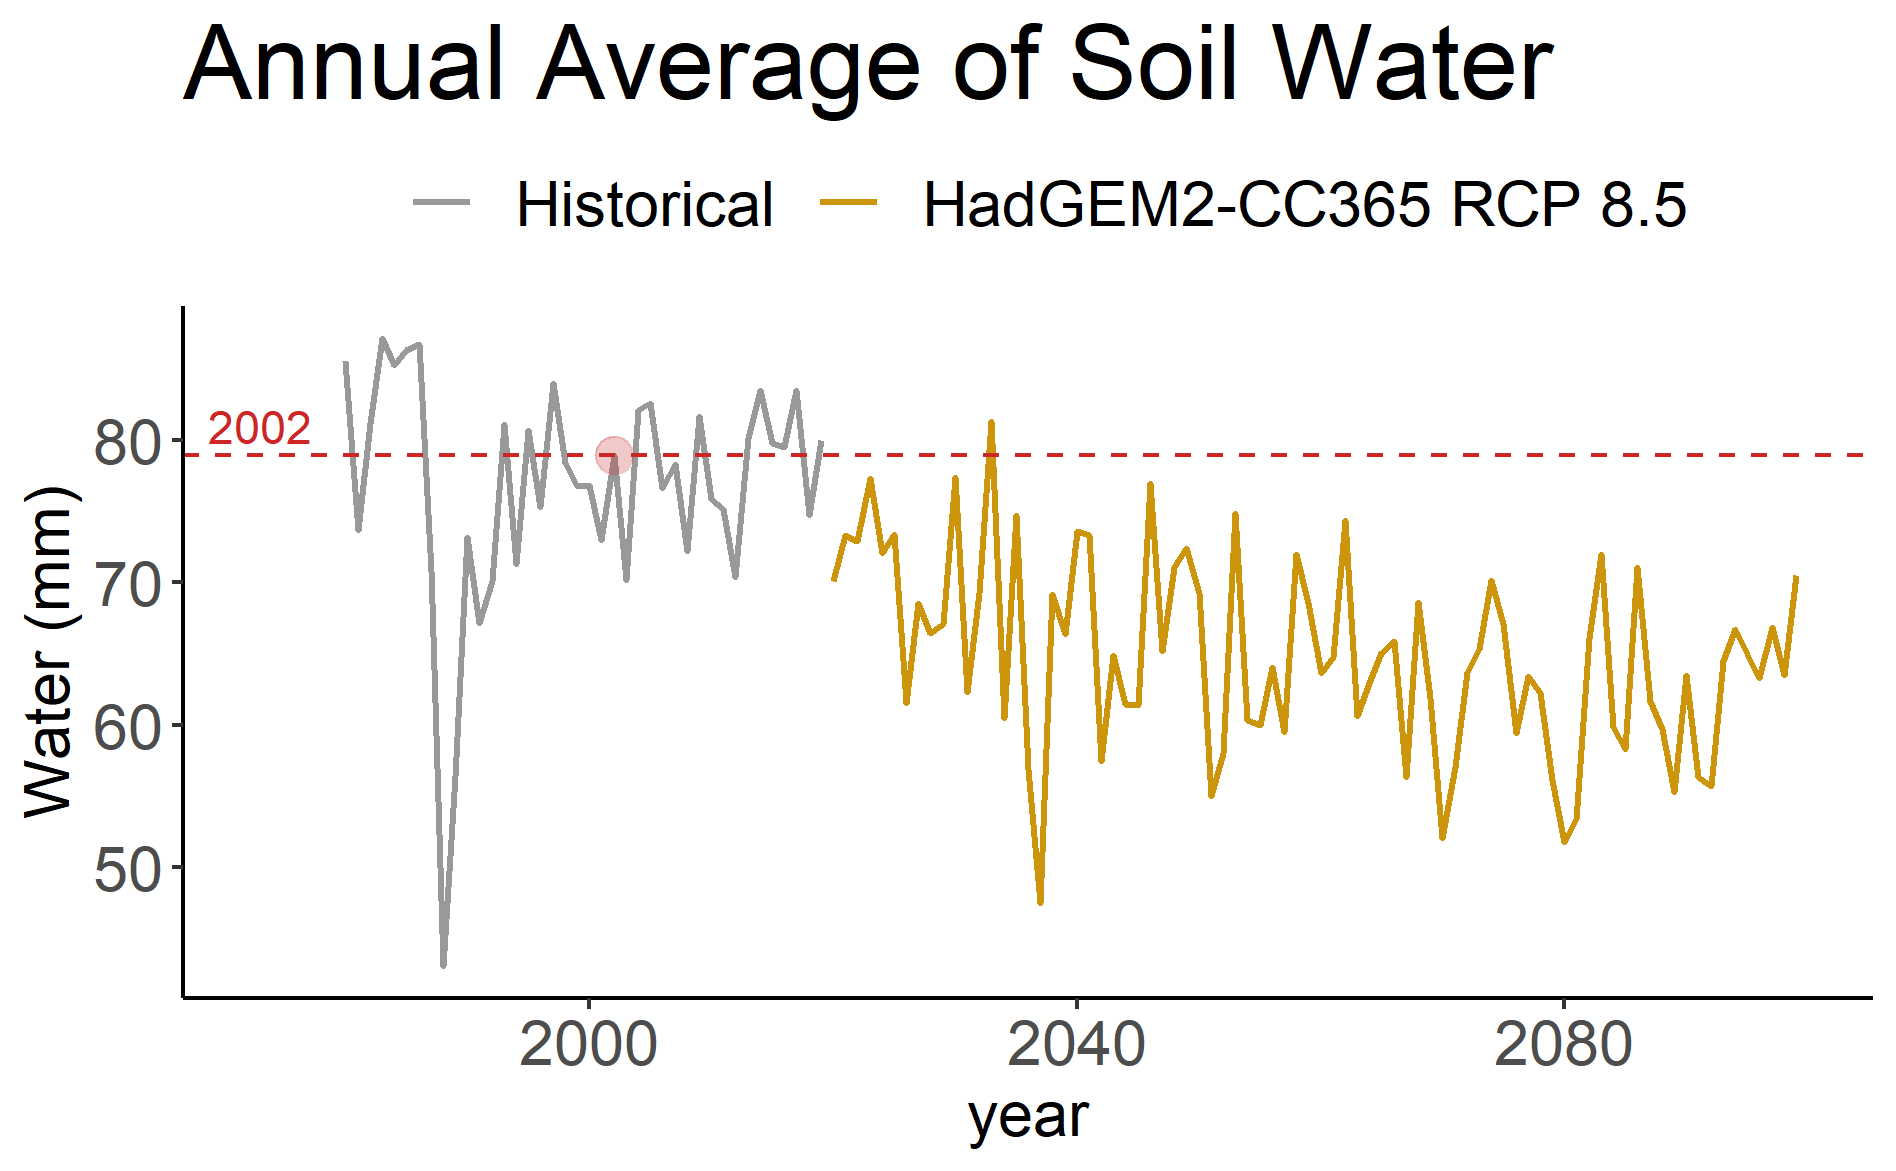 Annual Average of Soil Water
Historical HadGEM2-CC365 RCP 8.5
2002
80
70
60
50
Water (mm)
2000 2040 2080
year